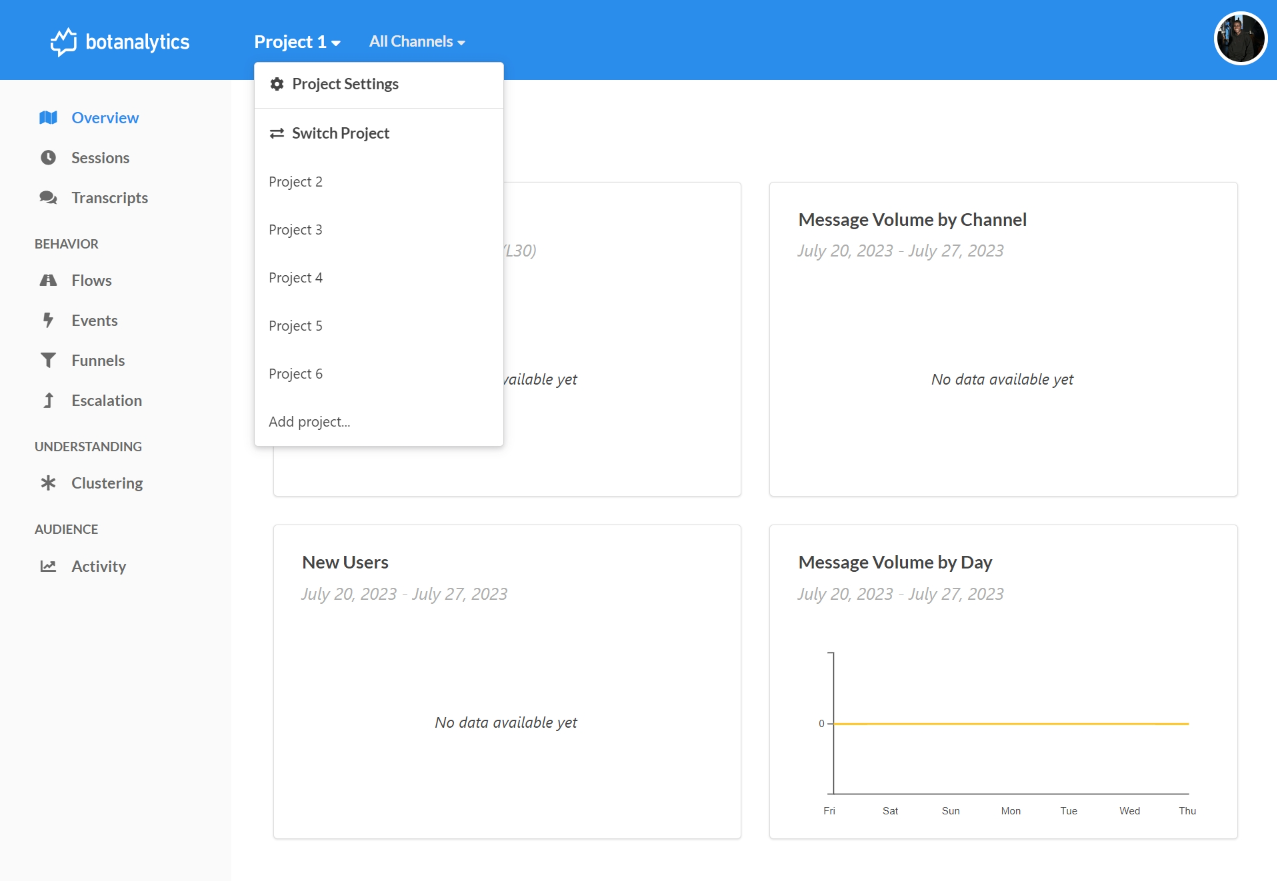 botanalytics
Project 1
All Channels
Project Settings
Switch Project
Project 2
Project 3
Project 4
Project 5
Project 6
Add project...
Overview
Sessions
Transcripts
BEHAVIOR
Flows
Events
Funnels
Escalation
UNDERSTANDING
Clustering
AUDIENCE
Activity
(L30)
available yet
Message Volume by Channel
July 20, 2023 - July 27, 2023
No data available yet
New Users
July 20, 2023 - July 27, 2023
No data available yet
Message Volume by Day
July 20, 2023 - July 27, 2023
0
Fri Sat Sun Mon Tue Wed Thu